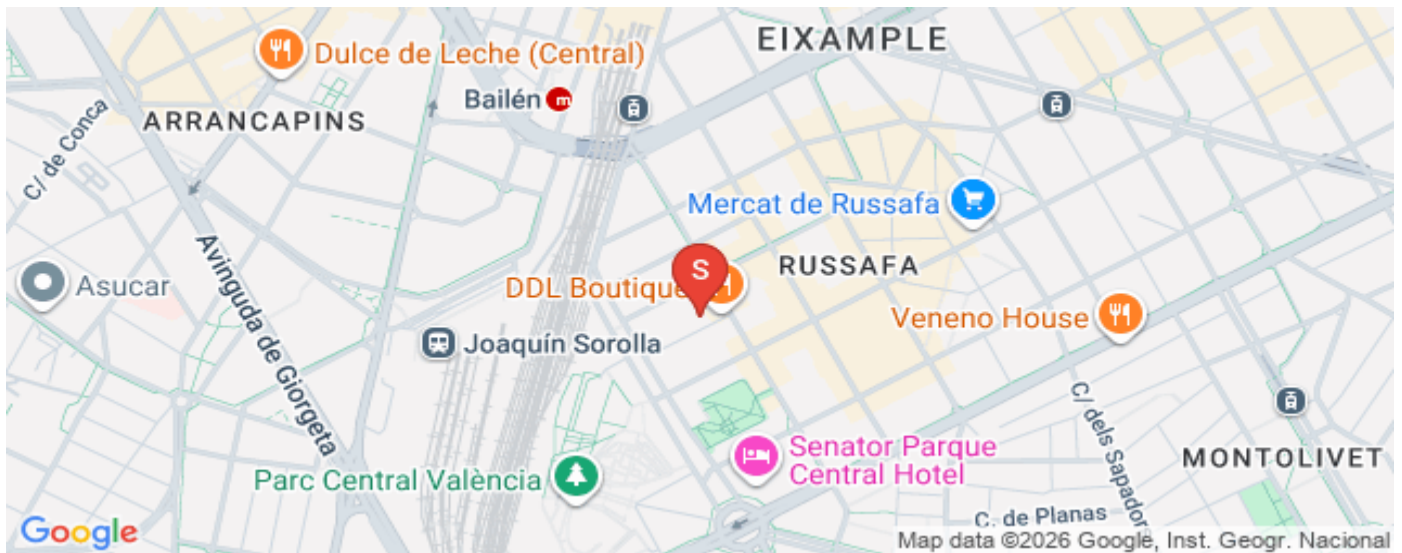 EIXAMPLE
Dulce de Leche (Central)
Bailén
m
ARRANCAPINS
C/ de Conca
Mercat de Russafa
RUSSAFA
S
DDL Boutique
Asucar
Avinguda de Giorgeta
Veneno House
Joaquín Sorolla
C/ dels Sapador
Senator Parque
Central Hotel
MONTOLIVET
Parc Central València
C. de Planas
Google
Map data ©2026 Google, Inst. Geogr. Nacional